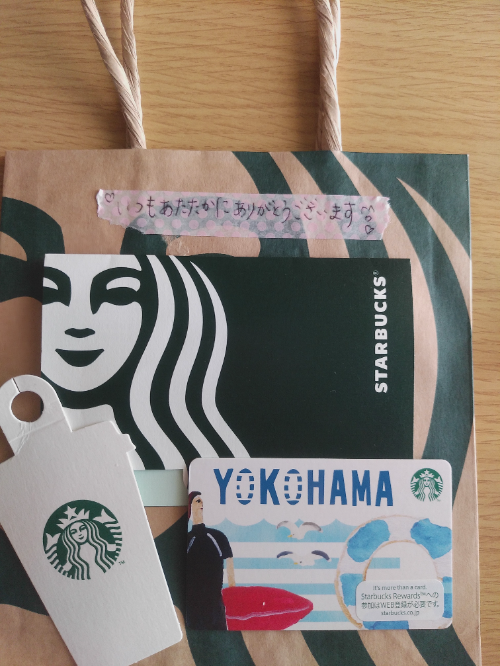 いつもあたたかにありがとうございます
STARBUCKS®
YOKOHAMA
It's more than a card.
Starbucks Rewards™への
参加はWEB登録が必要です。
starbucks.co.jp
TM